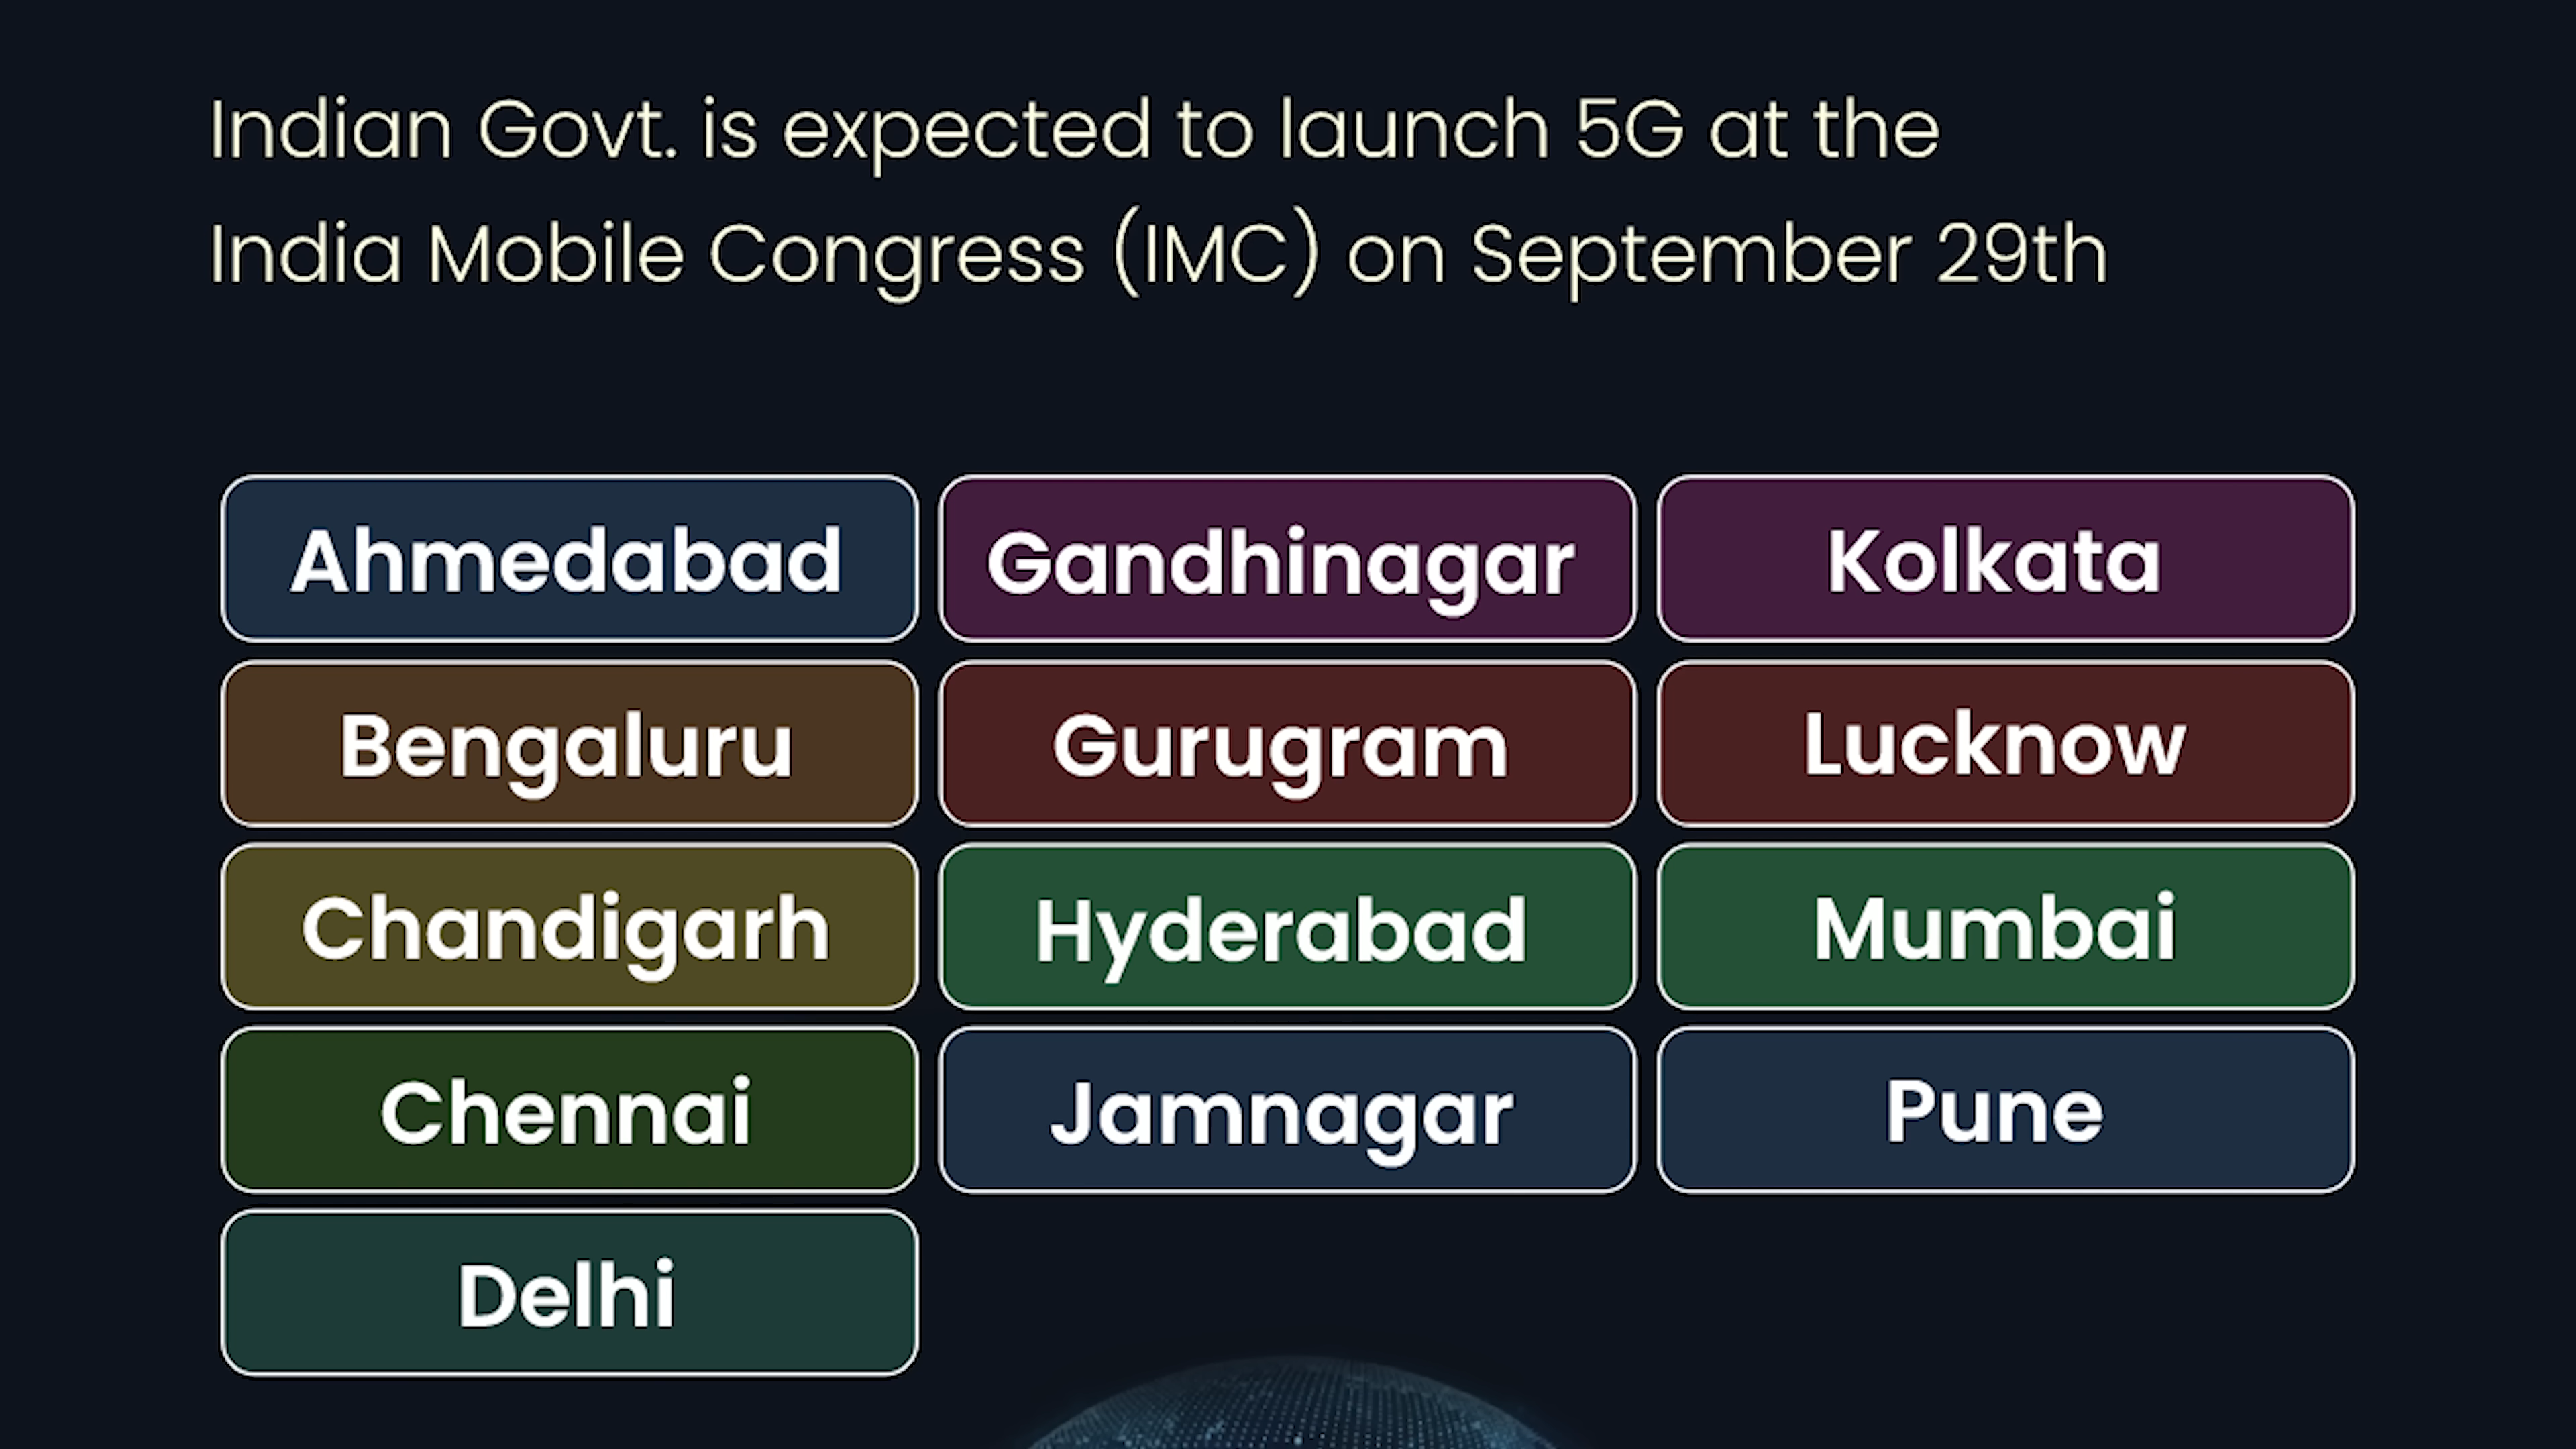 Indian Govt. is expected to launch 5G at the
India Mobile Congress (IMC) on September 29th
Ahmedabad
Gandhinagar
Kolkata
Bengaluru
Gurugram
Lucknow
Chandigarh
Hyderabad
Mumbai
Chennai
Jamnagar
Pune
Delhi